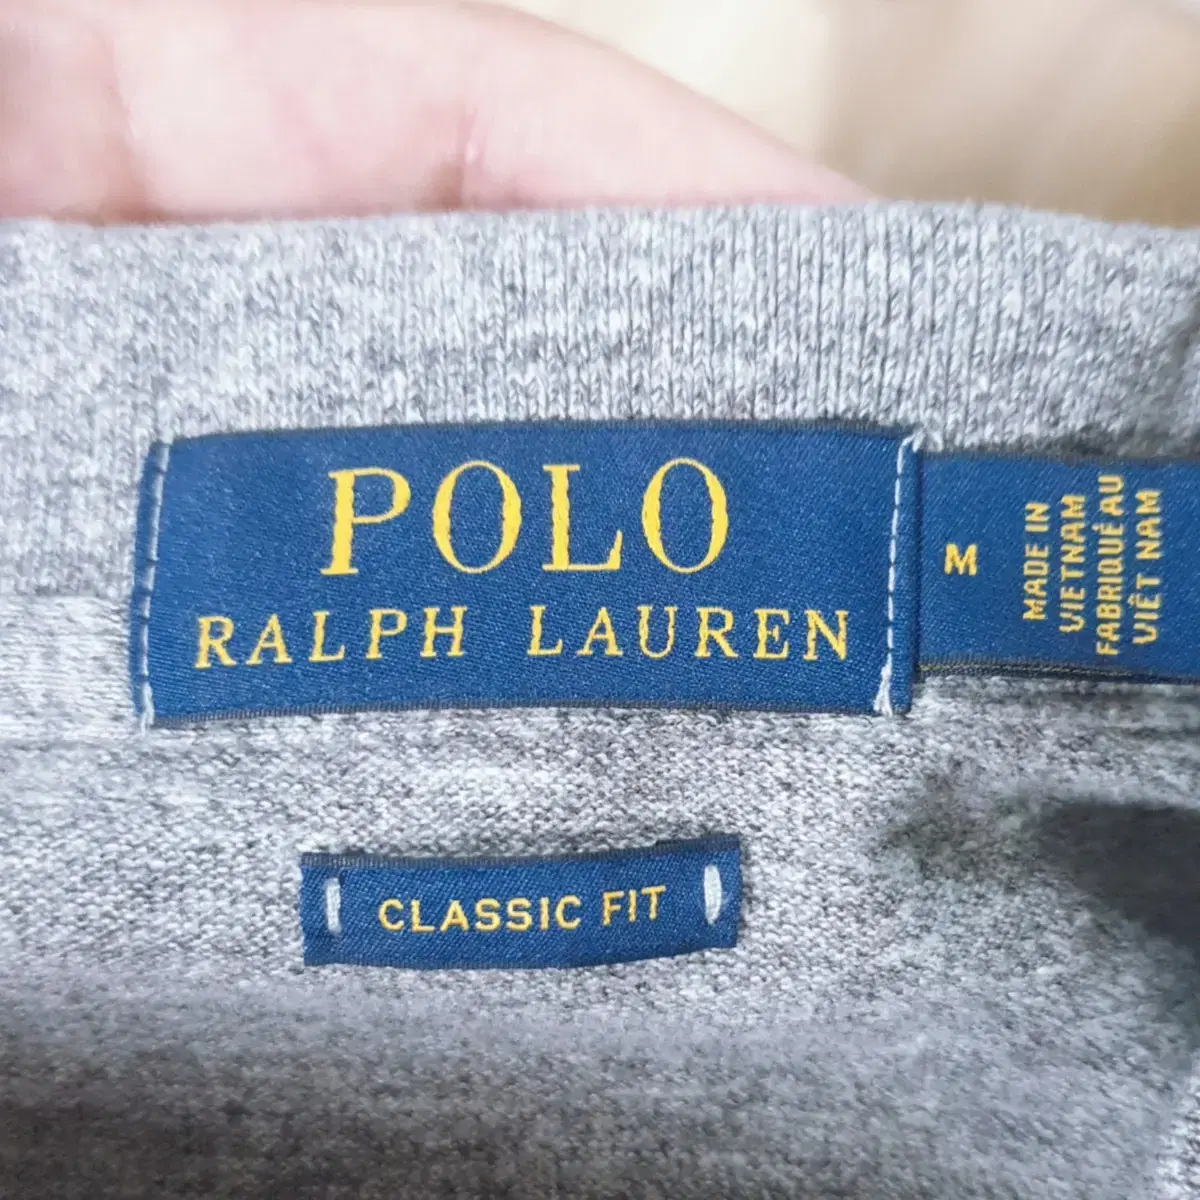 POLO
RALPH LAUREN
M
MADE IN
VIETNAM
FABRIQUÉ AU
VIÊT NAM
CLASSIC FIT